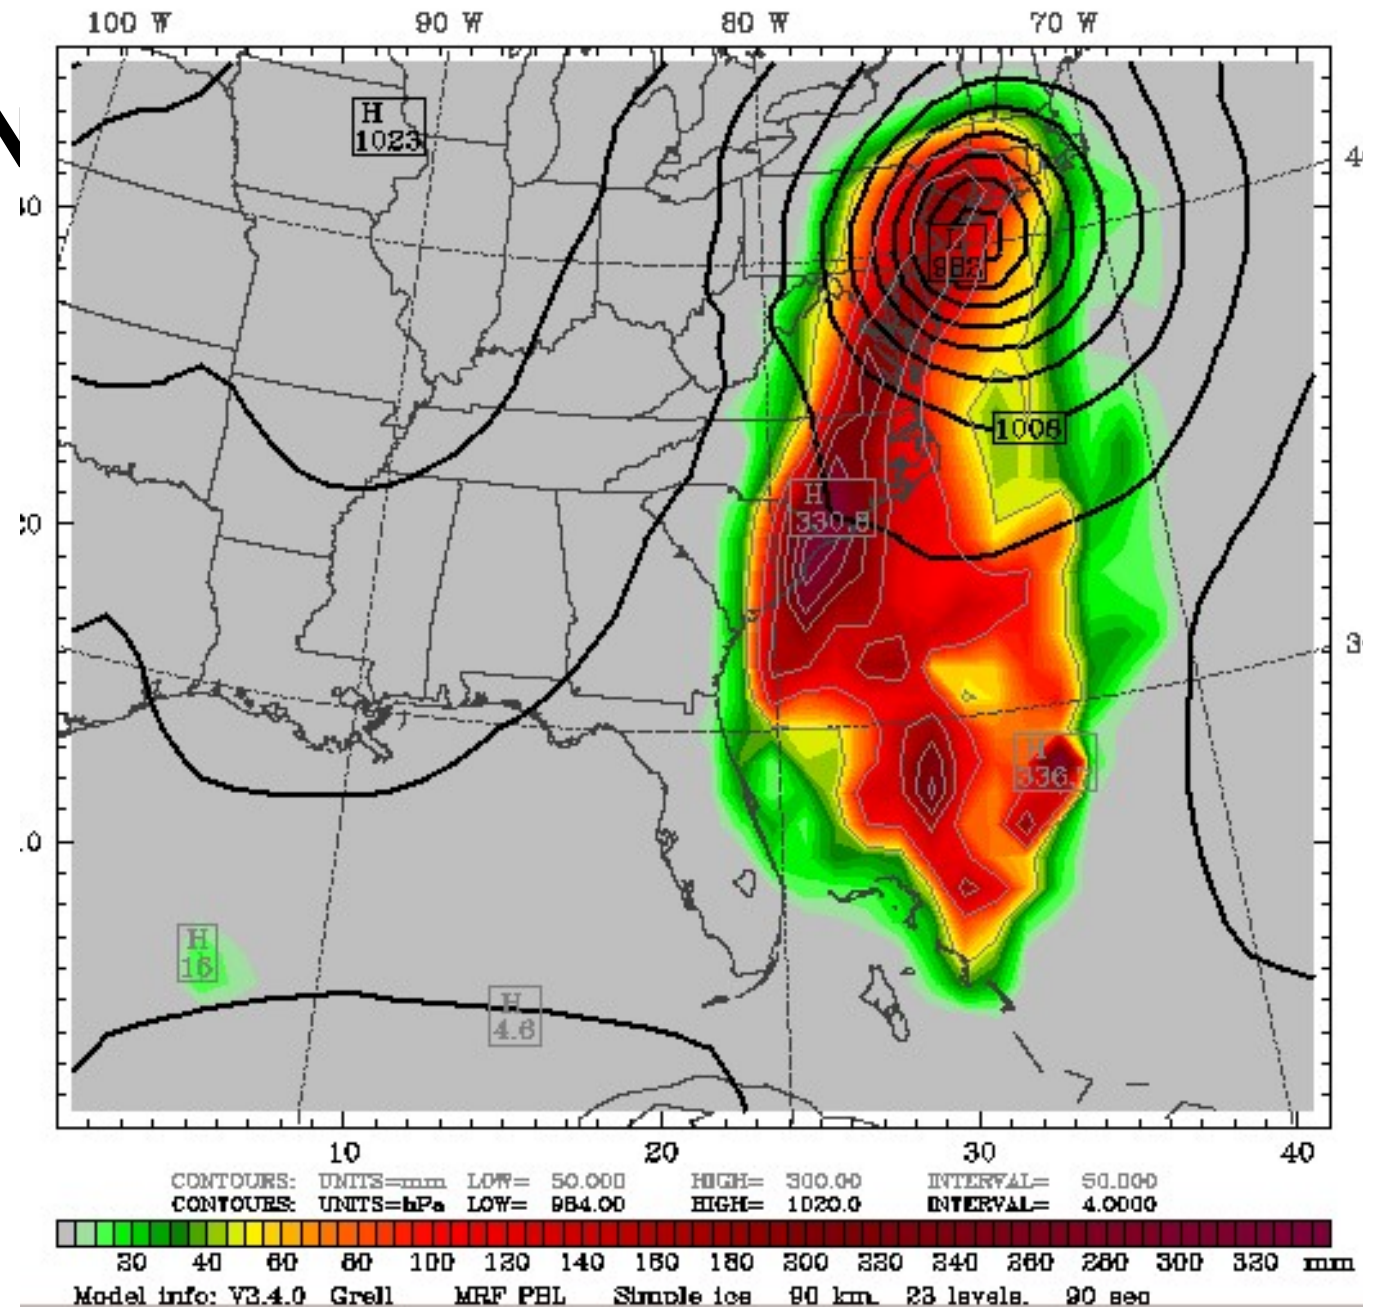 100 W 90 W 80 W 70 W
H
1023
H
982
1008
H
330.8
H
336.
H
16
H
4.6
10 20 30 40
CONTOURS: UNITS=mm LOW= 50.000 HIGH= 300.00 INTERVAL= 50.000
CONTOURS: UNITS=hPa LOW= 984.00 HIGH= 1020.0 INTERVAL= 4.0000
20 40 60 80 100 120 140 160 180 200 220 240 260 280 300 320 mm
Model info: V3.4.0 Grell MRF PBL Simple ice 90 km, 23 levels, 90 sec